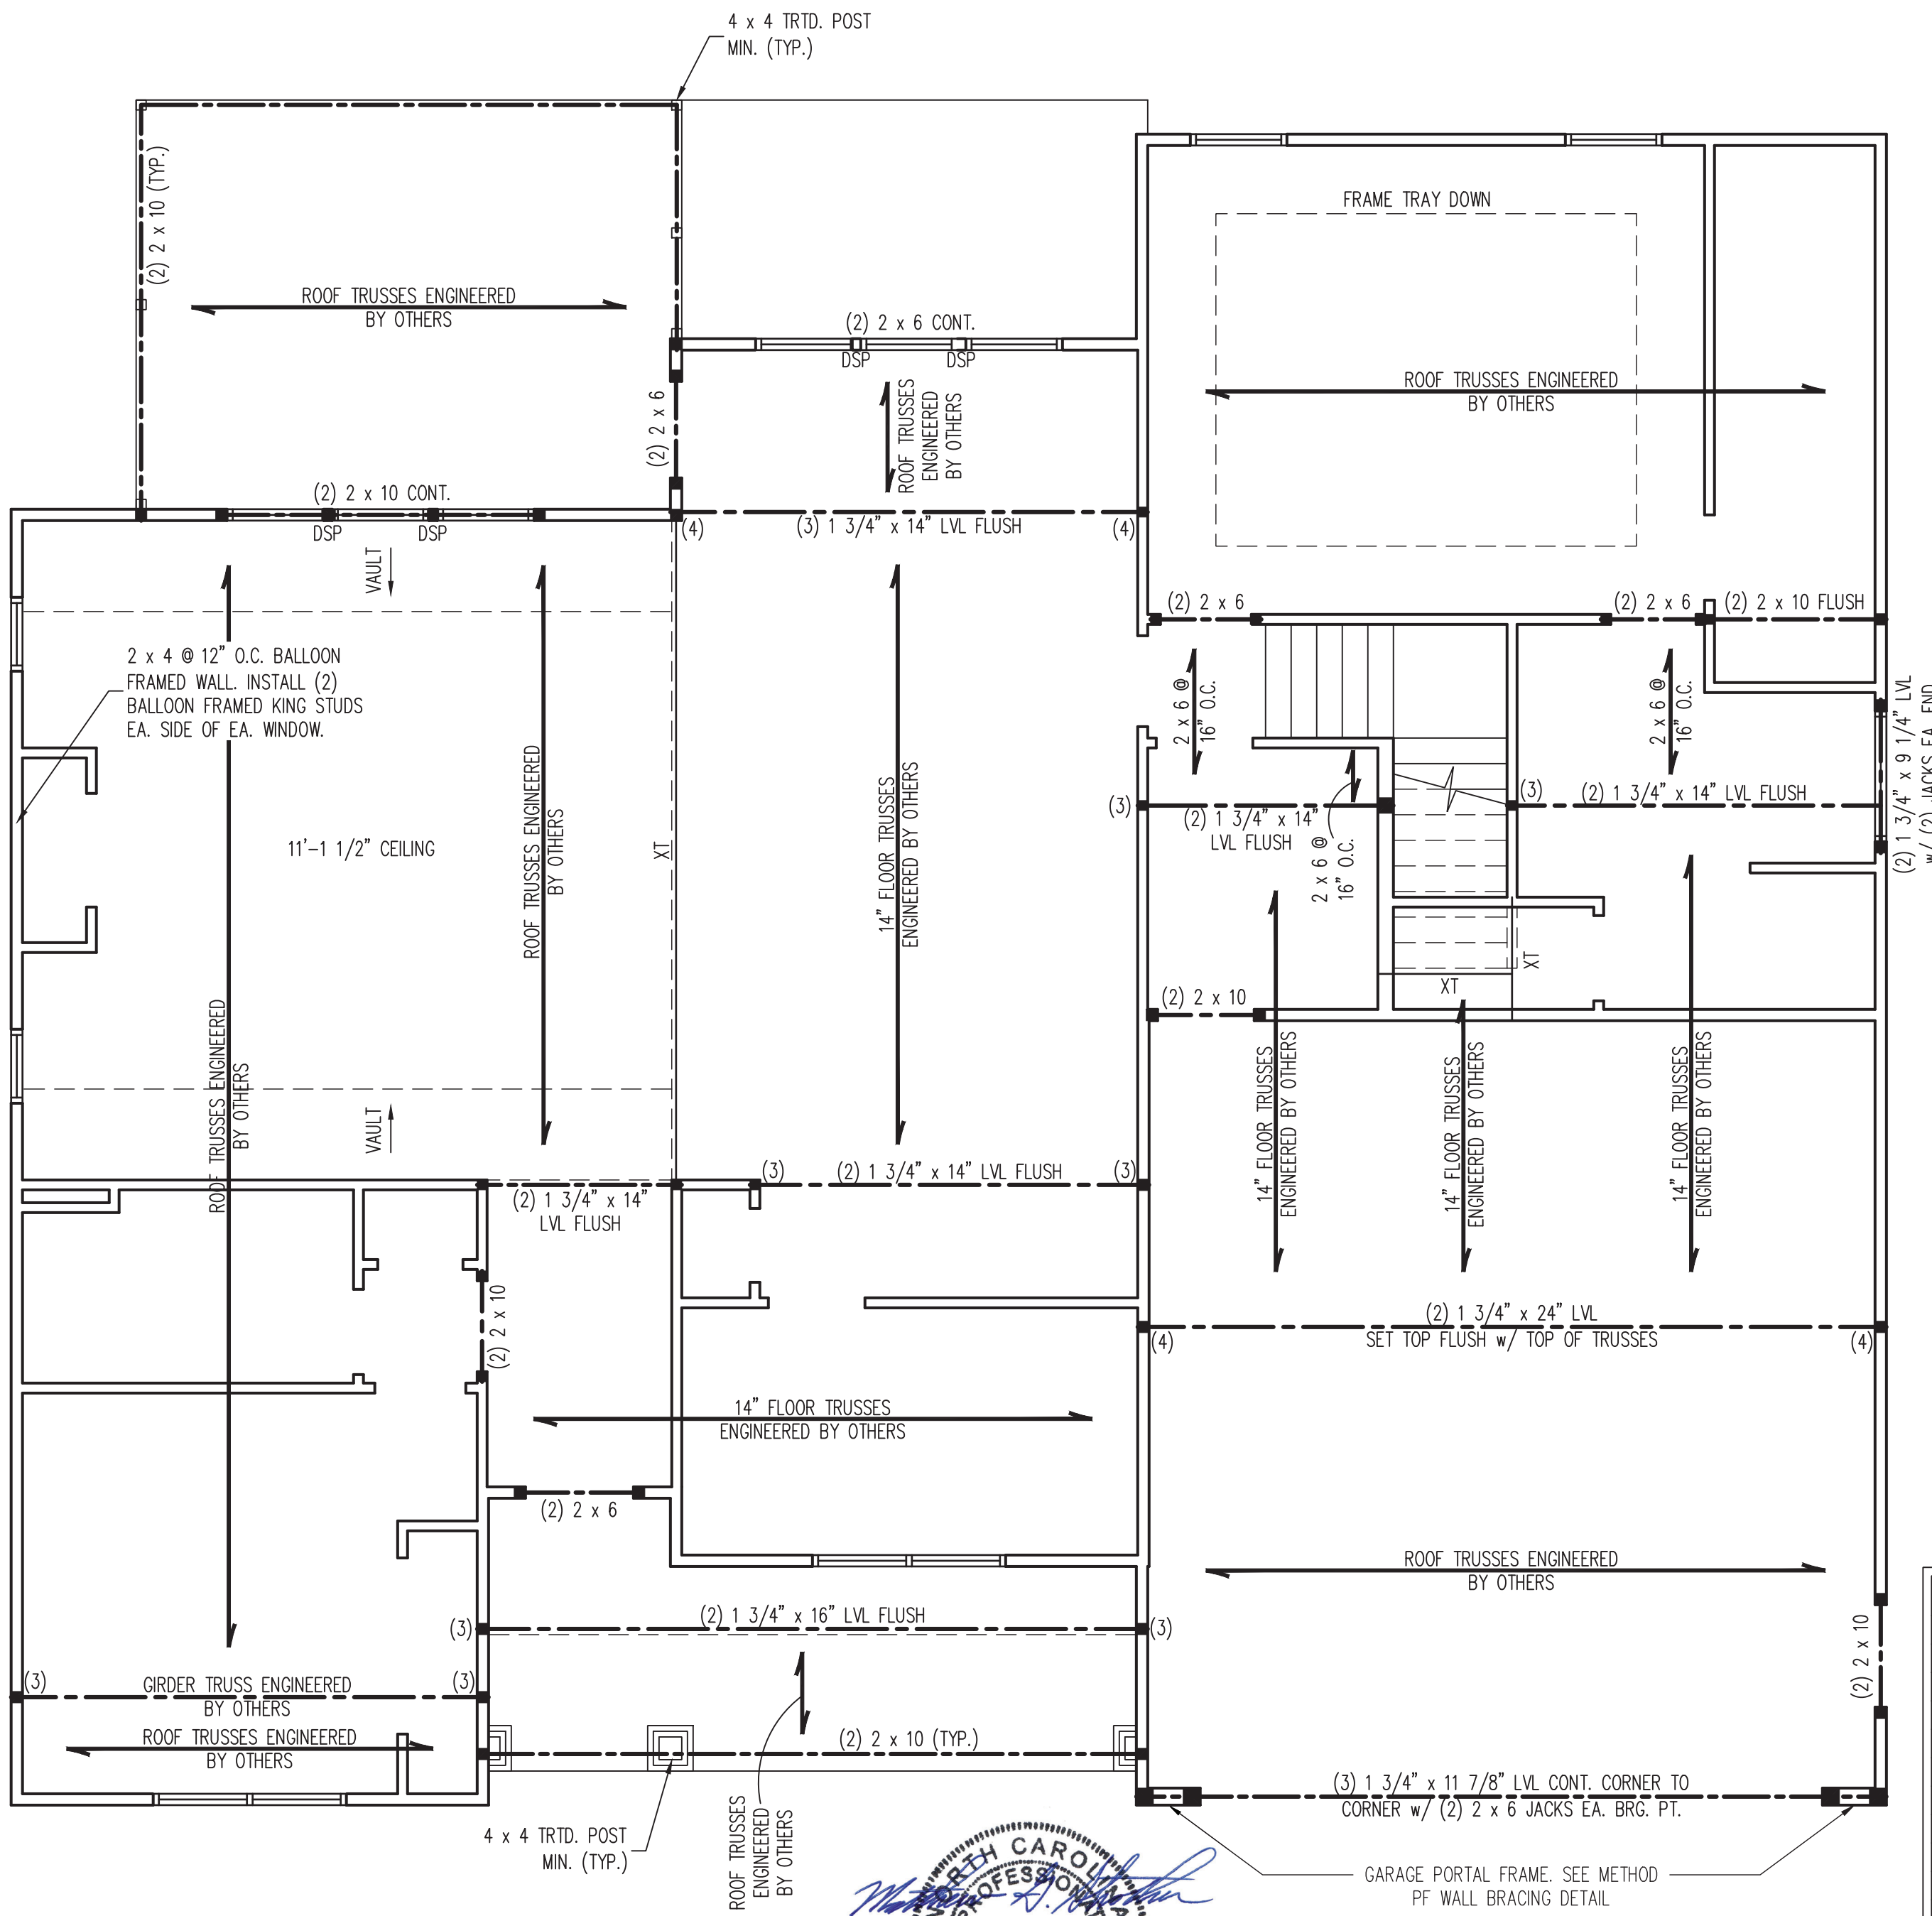 4 x 4 TRTD. POST
MIN. (TYP.)
(2) 2 x 10 (TYP.)
ROOF TRUSSES ENGINEERED
BY OTHERS
(2) 2 x 6 CONT.
DSP
DSP
(2) 2 x 6
ROOF TRUSSES
ENGINEERED
BY OTHERS
FRAME TRAY DOWN
ROOF TRUSSES ENGINEERED
BY OTHERS
(2) 2 x 10 CONT.
DSP
DSP
(4)
(3) 1 3/4" x 14" LVL FLUSH
(4)
VAULT
(2) 2 x 6
(2) 2 x 6
(2) 2 x 10 FLUSH
2 x 4 @ 12" O.C. BALLOON
FRAMED WALL. INSTALL (2)
BALLOON FRAMED KING STUDS
EA. SIDE OF EA. WINDOW.
2 x 6 @
16" O.C.
2 x 6 @
16" O.C.
(2) 1 3/4" x 9 1/4" LVL
w/ (2) JACKS EA. END
11'-1 1/2" CEILING
ROOF TRUSSES ENGINEERED
BY OTHERS
XT
14" FLOOR TRUSSES
ENGINEERED BY OTHERS
(3)
(2) 1 3/4" x 14"
LVL FLUSH
2 x 6 @
16" O.C.
(3)
(2) 1 3/4" x 14" LVL FLUSH
XT
XT
(2) 2 x 10
ROOF TRUSSES ENGINEERED
BY OTHERS
VAULT
14" FLOOR TRUSSES
ENGINEERED BY OTHERS
14" FLOOR TRUSSES
ENGINEERED BY OTHERS
14" FLOOR TRUSSES
ENGINEERED BY OTHERS
(2) 1 3/4" x 14"
LVL FLUSH
(3)
(2) 1 3/4" x 14" LVL FLUSH
(3)
(2) 2 x 10
(2) 1 3/4" x 24" LVL
SET TOP FLUSH w/ TOP OF TRUSSES
(4)
(4)
14" FLOOR TRUSSES
ENGINEERED BY OTHERS
(2) 2 x 6
ROOF TRUSSES ENGINEERED
BY OTHERS
(3)
(2) 1 3/4" x 16" LVL FLUSH
(3)
(2) 2 x 10
(3)
GIRDER TRUSS ENGINEERED
BY OTHERS
(3)
ROOF TRUSSES ENGINEERED
BY OTHERS
(2) 2 x 10 (TYP.)
(3) 1 3/4" x 11 7/8" LVL CONT. CORNER TO
CORNER w/ (2) 2 x 6 JACKS EA. BRG. PT.
4 x 4 TRTD. POST
MIN. (TYP.)
ROOF TRUSSES
ENGINEERED
BY OTHERS
GARAGE PORTAL FRAME. SEE METHOD
PF WALL BRACING DETAIL
NORTH CAROL